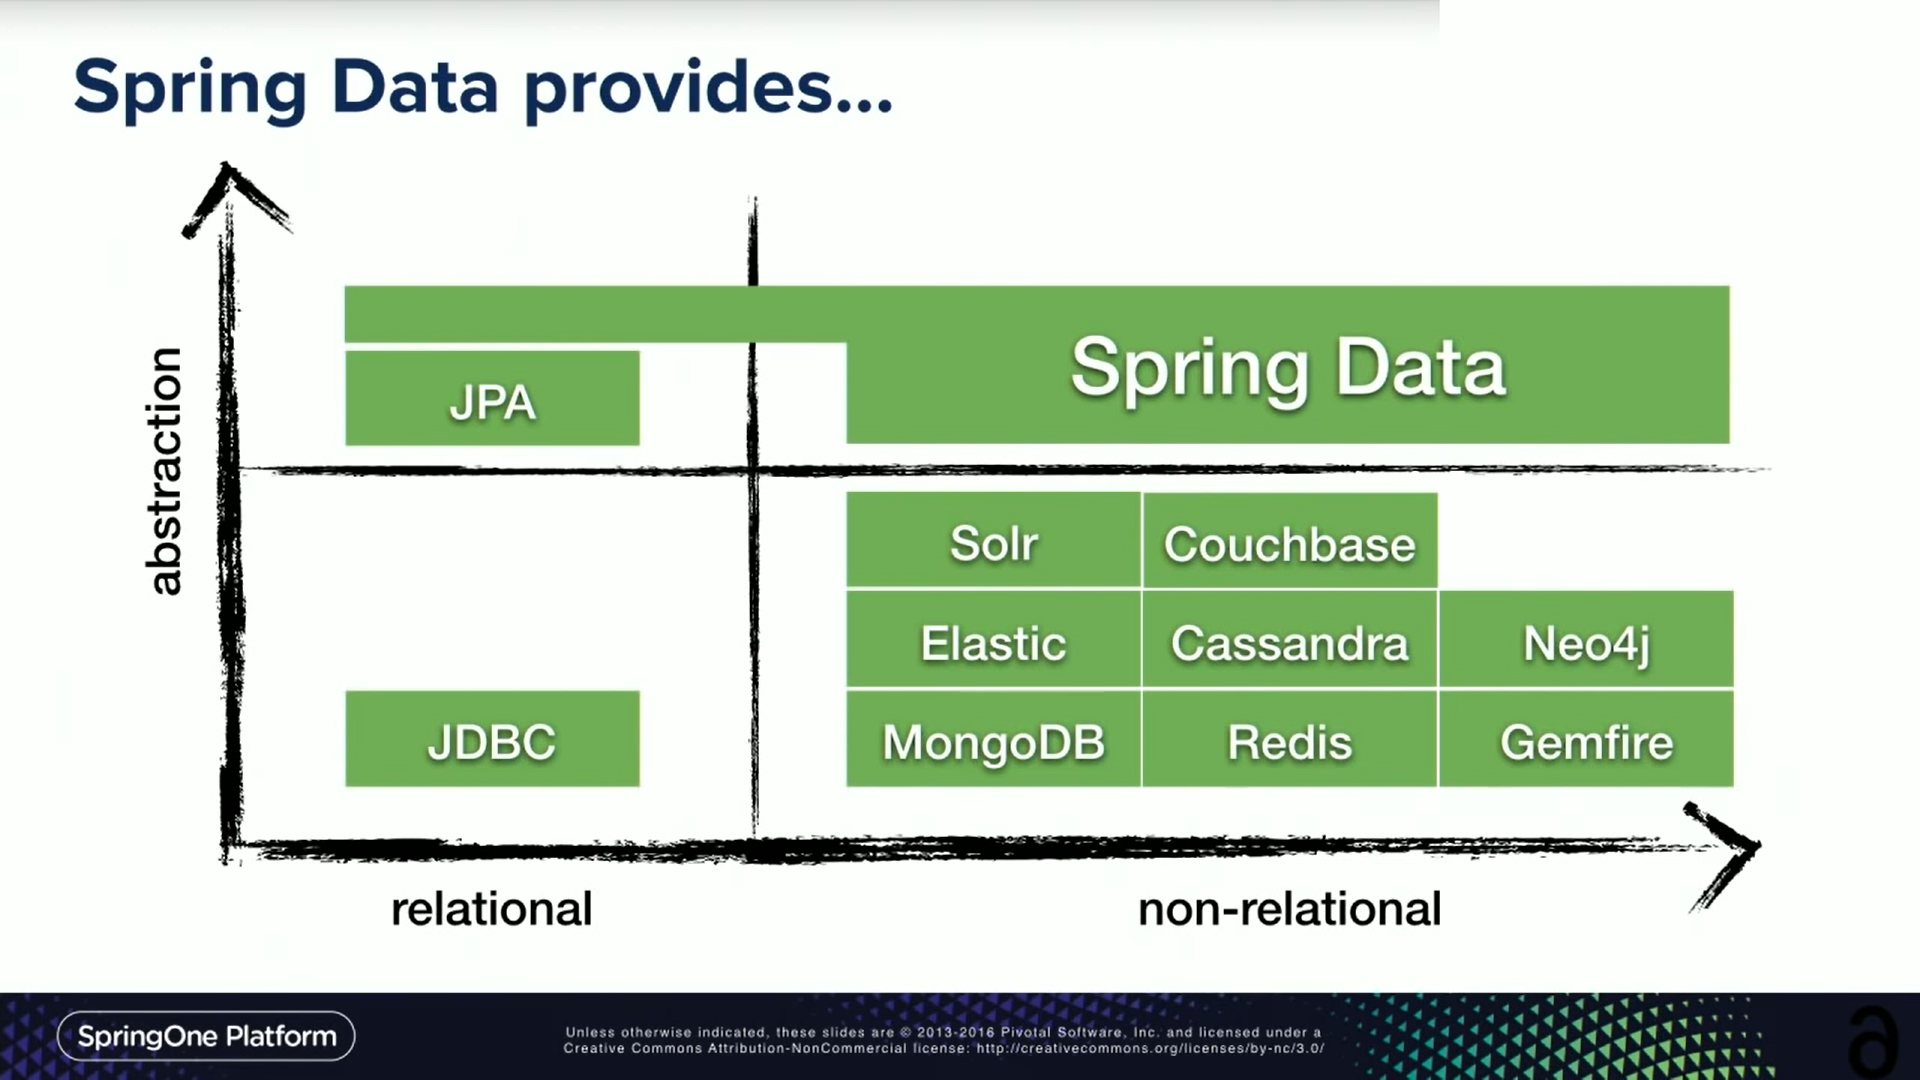 Spring Data provides...
abstraction
Spring Data
JPA
Solr
Couchbase
Elastic
Cassandra
Neo4j
JDBC
MongoDB
Redis
Gemfire
relational
non-relational
SpringOne Platform
Unless otherwise indicated, these slides are © 2013-2016 Pivotal Software, Inc. and licensed under a
Creative Commons Attribution-NonCommercial license: http://creativecommons.org/licenses/by-nc/3.0/